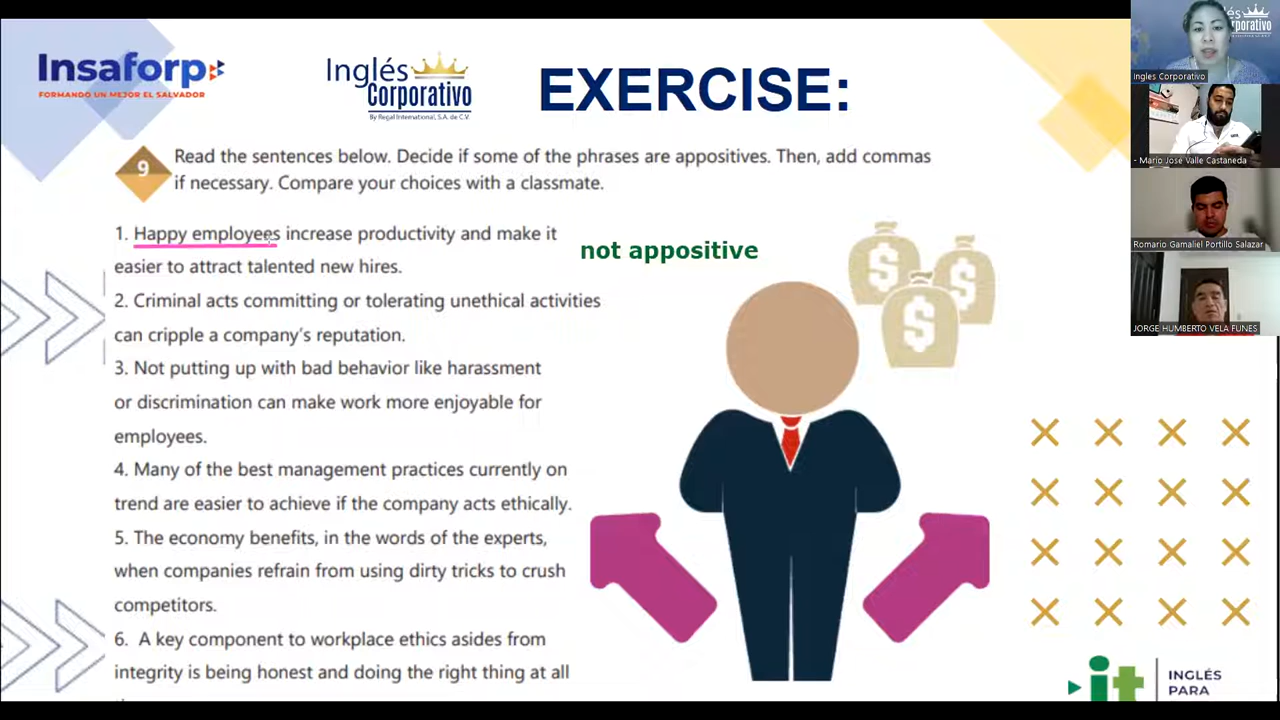 Insaforp
FORMANDO UN MEJOR EL SALVADOR
Inglés
Corporativo
By Regal International, S.A. de C.V.
EXERCISE:
9
Read the sentences below. Decide if some of the phrases are appositives. Then, add commas
if necessary. Compare your choices with a classmate.
1. Happy employees increase productivity and make it
easier to attract talented new hires.
not appositive
2. Criminal acts committing or tolerating unethical activities
can cripple a company's reputation.
3. Not putting up with bad behavior like harassment
or discrimination can make work more enjoyable for
employees.
4. Many of the best management practices currently on
trend are easier to achieve if the company acts ethically.
5. The economy benefits, in the words of the experts,
when companies refrain from using dirty tricks to crush
competitors.
6. A key component to workplace ethics asides from
integrity is being honest and doing the right thing at all
$
$
$
it
INGLÉS
PARA
Ingles Corporativo
- Mario Jose Valle Castaneda
Romario Gamaliel Portillo Salazar
JORGE HUMBERTO VELA FUNES